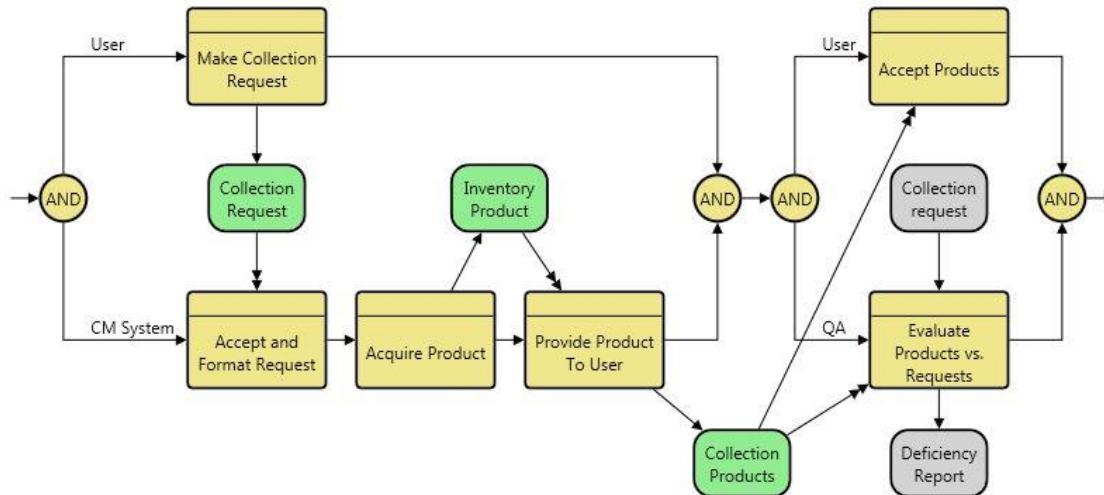 User
Make Collection
Request
User
Accept Products
AND
Collection
Request
Inventory
Product
AND
AND
Collection
request
AND
CM System
Accept and
Format Request
Acquire Product
Provide Product
To User
QA
Evaluate
Products vs.
Requests
Collection
Products
Deficiency
Report